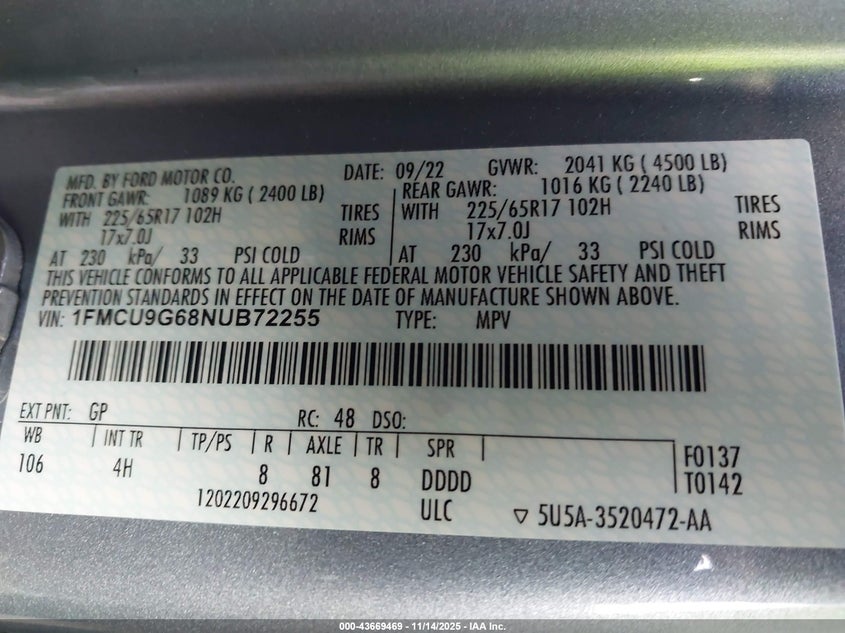 MFD. BY FORD MOTOR CO. DATE: 09/22 GVWR: 2041 KG ( 4500 LB)
FRONT GAWR: 1089 KG ( 2400 LB) REAR GAWR: 1016 KG ( 2240 LB)
WITH 225/65R17 102H TIRES WITH 225/65R17 102H TIRES
17x7.0J RIMS 17x7.0J RIMS
AT 230 kPa/ 33 PSI COLD AT 230 kPa/ 33 PSI COLD
THIS VEHICLE CONFORMS TO ALL APPLICABLE FEDERAL MOTOR VEHICLE SAFETY AND THEFT
PREVENTION STANDARDS IN EFFECT ON THE DATE OF MANUFACTURE SHOWN ABOVE.
VIN: 1FMCU9G68NUB72255 TYPE: MPV
EXT PNT: GP RC: 48 DSO:
WB INT TR TP/PS R AXLE TR SPR F0137
106 4H 8 81 8 DDDD T0142
1202209296672 ULC ▽ 5U5A-3520472-AA
000-43669469 - 11/14/2025 - IAA Inc.